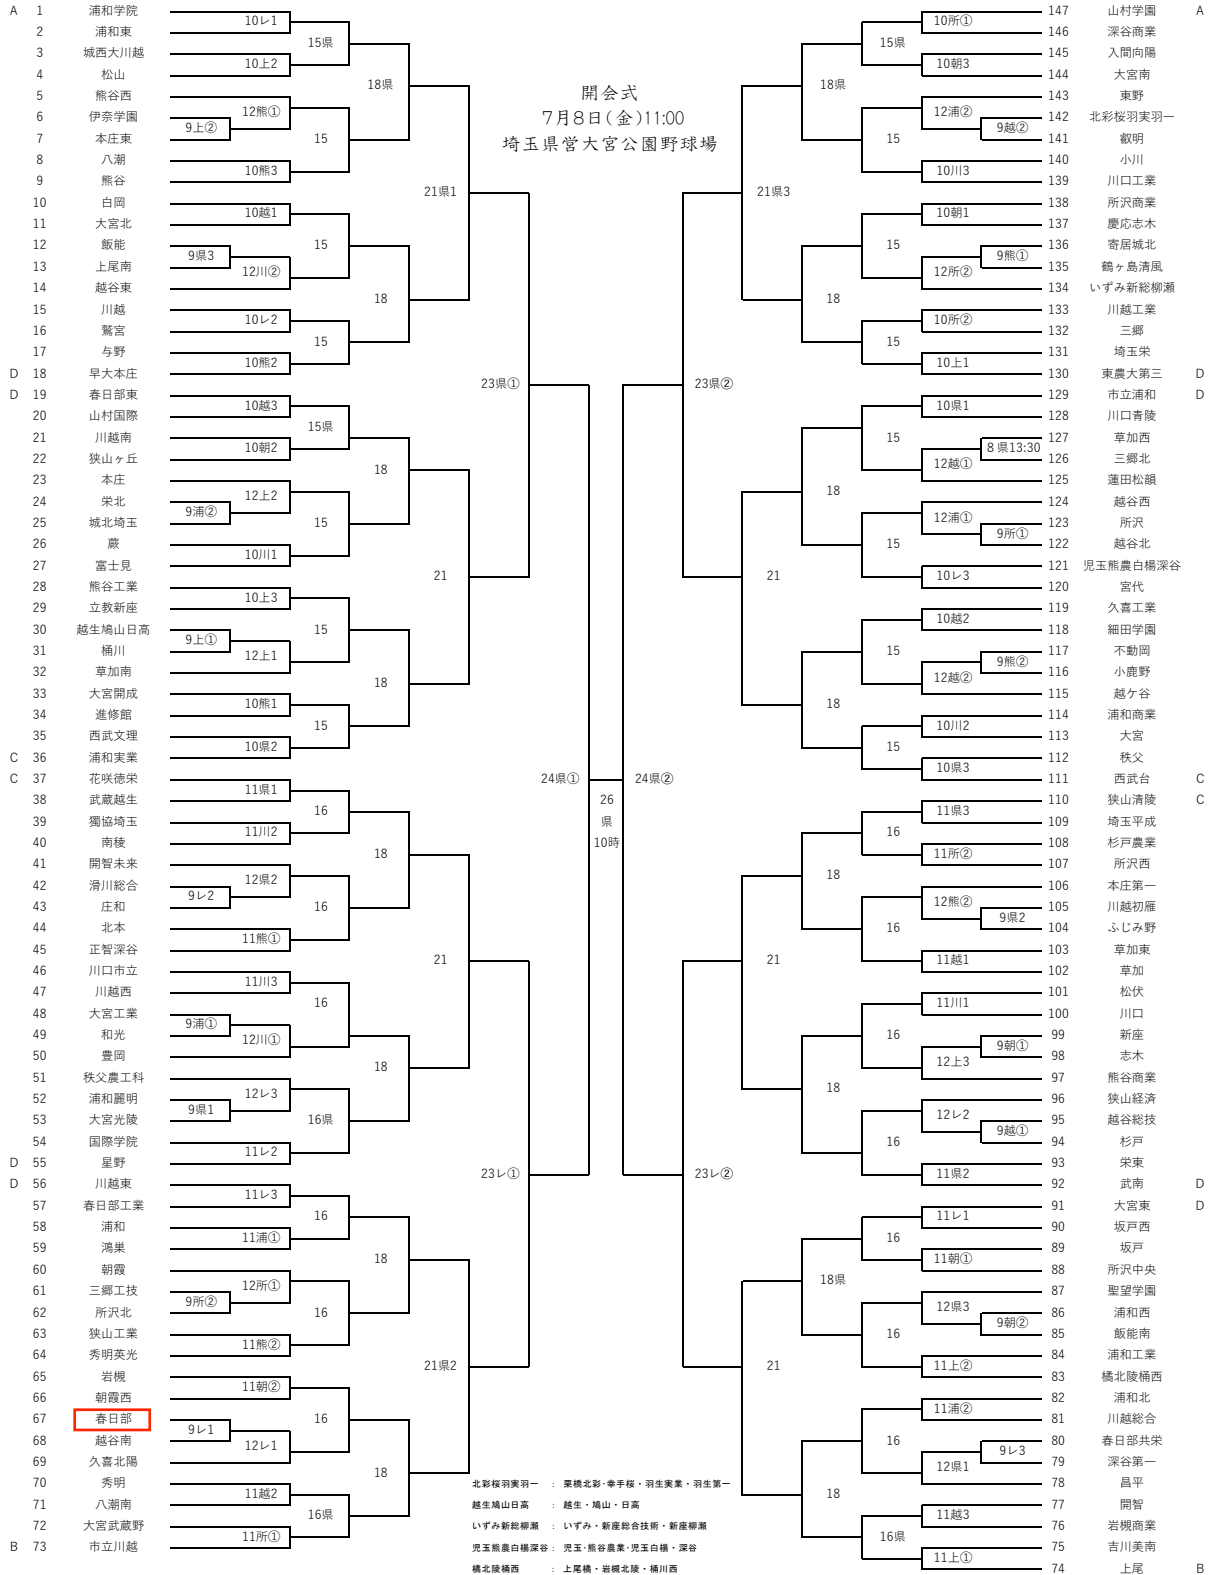 開会式
7月8日(金)11:00
埼玉県営大宮公園野球場
A 1 浦和学院
2 浦和東
3 城西大川越
4 松山
5 熊谷西
6 伊奈学園
7 本庄東
8 八潮
9 熊谷
10 白岡
11 大宮北
12 飯能
13 上尾南
14 越谷東
15 川越
16 鷲宮
17 与野
D 18 早大本庄
D 19 春日部東
20 山村国際
21 川越南
22 狭山ヶ丘
23 本庄
24 栄北
25 城北埼玉
26 蕨
27 富士見
28 熊谷工業
29 立教新座
30 越生鳩山日高
31 桶川
32 草加南
33 大宮開成
34 進修館
35 西武文理
C 36 浦和実業
C 37 花咲徳栄
38 武蔵越生
39 獨協埼玉
40 南稜
41 開智未来
42 滑川総合
43 庄和
44 北本
45 正智深谷
46 川口市立
47 川越西
48 大宮工業
49 和光
50 豊岡
51 秩父農工科
52 浦和麗明
53 大宮光陵
54 国際学院
D 55 星野
D 56 川越東
57 春日部工業
58 浦和
59 鴻巣
60 朝霞
61 三郷工技
62 所沢北
63 狭山工業
64 秀明英光
65 岩槻
66 朝霞西
67 春日部
68 越谷南
69 久喜北陽
70 秀明
71 八潮南
72 大宮武蔵野
B 73 市立川越
10レ1
10上2
12熊①
9上②
10熊3
10越1
9県3
12川②
10レ2
10熊2
10越3
10朝2
12上2
9浦②
10川1
10上3
9上①
12上1
10熊1
10県2
11県1
11川2
12県2
9レ2
11熊①
11川3
9浦①
12川①
12レ3
9県1
11レ2
11レ3
11浦①
12所①
9所②
11熊②
11朝②
9レ1
12レ1
11越2
11所①
15県
15
15
15
15県
15
15
15
16
16
16
16県
16
16
16
16県
18県
18
18
18
18
18
18
18
21県1
21
21
21県2
23県①
23レ①
24県①
26
県
10時
24県②
23県②
23レ②
21県3
21
21
21
18県
18
18
18
18
18
18県
18
15県
15
15
15
15
15
15
15
16
16
16
16
16
16
16
16県
10所①
10朝3
12浦②
9越②
10川3
10朝1
9熊①
12所②
10所②
10上1
10県1
8県13:30
12越①
12浦①
9所①
10レ3
10越2
9熊②
12越②
10川2
10県3
11県3
11所②
12熊②
9県2
11越1
11川1
9朝①
12上3
12レ2
9越①
11県2
11レ1
11朝①
12県3
9朝②
11上②
11浦②
9レ3
12県1
11越3
11上①
147 山村学園 A
146 深谷商業
145 入間向陽
144 大宮南
143 東野
142 北彩桜羽実羽一
141 叡明
140 小川
139 川口工業
138 所沢商業
137 慶応志木
136 寄居城北
135 鶴ヶ島清風
134 いずみ新総柳瀬
133 川越工業
132 三郷
131 埼玉栄
130 東農大第三 D
129 市立浦和 D
128 川口青陵
127 草加西
126 三郷北
125 蓮田松韻
124 越谷西
123 所沢
122 越谷北
121 児玉熊農白楊深谷
120 宮代
119 久喜工業
118 細田学園
117 不動岡
116 小鹿野
115 越ケ谷
114 浦和商業
113 大宮
112 秩父
111 西武台 C
110 狭山清陵 C
109 埼玉平成
108 杉戸農業
107 所沢西
106 本庄第一
105 川越初雁
104 ふじみ野
103 草加東
102 草加
101 松伏
100 川口
99 新座
98 志木
97 熊谷商業
96 狭山経済
95 越谷総技
94 杉戸
93 栄東
92 武南 D
91 大宮東 D
90 坂戸西
89 坂戸
88 所沢中央
87 聖望学園
86 浦和西
85 飯能南
84 浦和工業
83 橘北陵桶西
82 浦和北
81 川越総合
80 春日部共栄
79 深谷第一
78 昌平
77 開智
76 岩槻商業
75 吉川美南
74 上尾 B
北彩桜羽実羽一 : 栗橋北彩・幸手桜・羽生実業・羽生第一
越生鳩山日高 : 越生・鳩山・日高
いずみ新総柳瀬 : いずみ・新座総合技術・新座柳瀬
児玉熊農白楊深谷 : 児玉・熊谷農業・児玉白楊・深谷
橘北陵桶西 : 上尾橘・岩槻北陵・桶川西